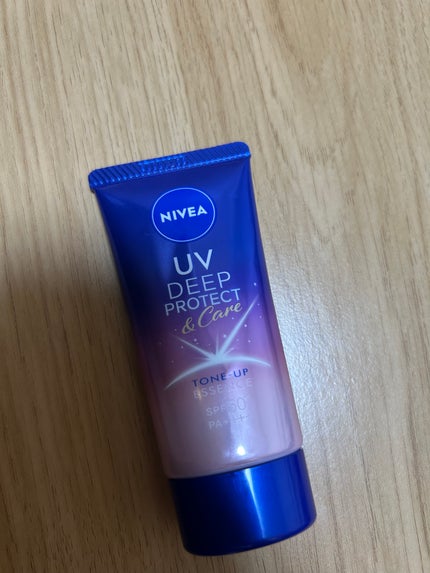 NIVEA
UV
DEEP
PROTECT
& Care
TONE-UP
ESSENCE
SPF50